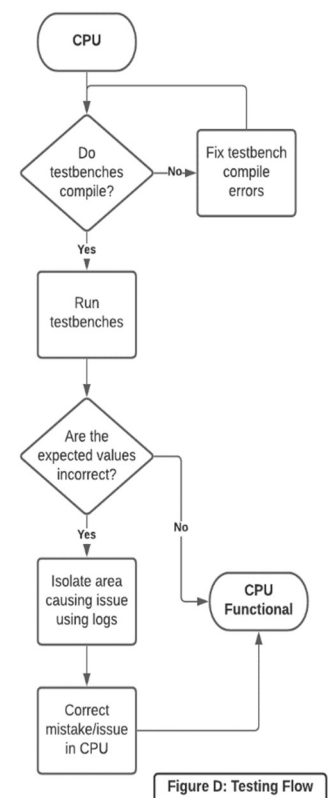 CPU
Do
testbenches
compile?
No
Fix testbench
compile
errors
Yes
Run
testbenches
Are the
expected values
incorrect?
No
Yes
Isolate area
causing issue
using logs
CPU
Functional
Correct
mistake/issue
in CPU
Figure D: Testing Flow